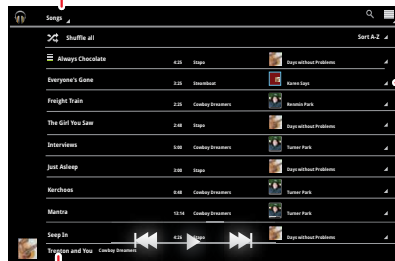 Songs
Shuffle all Sort A-Z
Always Chocolate 4:25 Stapo Days without Problems
Everyone's Gone 3:25 Steamboat Karen Says
Freight Train 2:25 Cowboy Dreamers Renmin Park
The Girl You Saw 2:48 Stapo Days without Problems
Interviews 5:00 Cowboy Dreamers Turner Park
Just Asleep 3:00 Stapo Days without Problems
Kerchoos 8:48 Cowboy Dreamers Turner Park
Mantra 12:14 Cowboy Dreamers Turner Park
Seep In 4:25 Stapo Days without Problems
Trenton and You Cowboy Dreamers